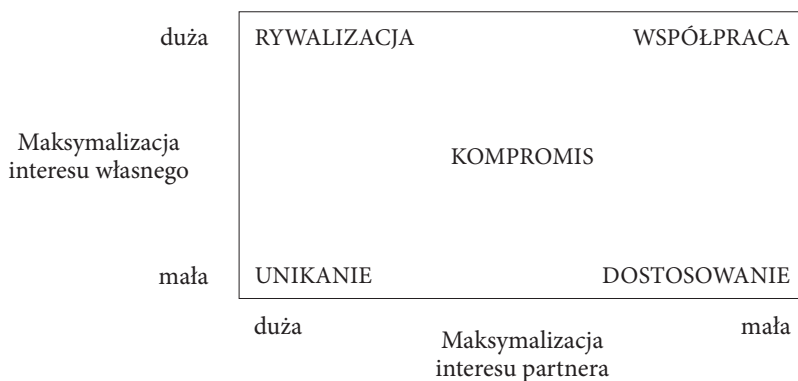 duża RYWALIZACJA WSPÓŁPRACA
Maksymalizacja
interesu własnego
KOMPROMIS
mała UNIKANIE DOSTOSOWANIE
duża mała
Maksymalizacja
interesu partnera